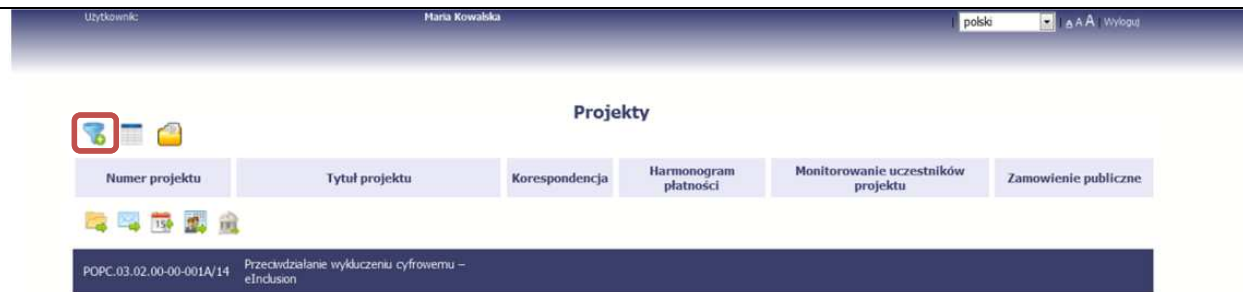 Użytkownik: Maria Kowalska polski A A A Wyloguj
Projekty
Numer projektu Tytuł projektu Korespondencja Harmonogram płatności Monitorowanie uczestników projektu Zamowienie publiczne
15
POPC.03.02.00-00-001A/14 Przeciwdziałanie wykluczeniu cyfrowemu –
eInclusion